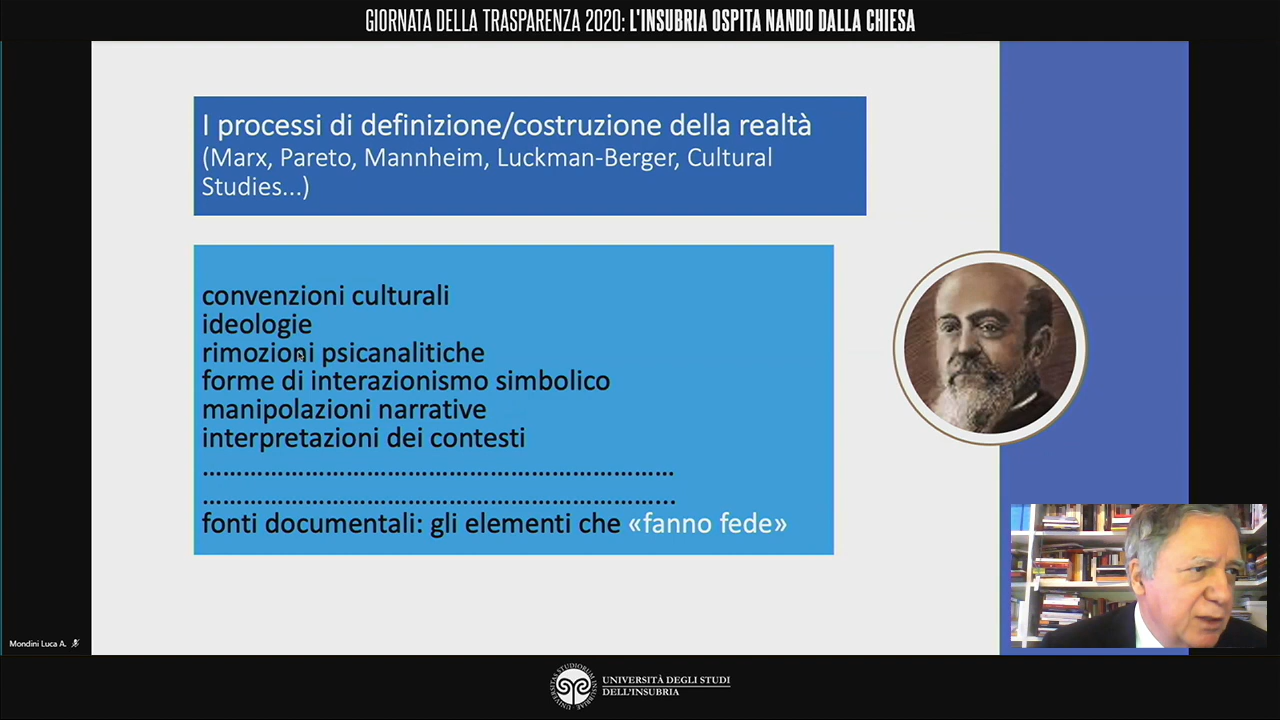 GIORNATA DELLA TRASPARENZA 2020: L'INSUBRIA OSPITA NANDO DALLA CHIESA
I processi di definizione/costruzione della realtà
(Marx, Pareto, Mannheim, Luckman-Berger, Cultural
Studies...)
convenzioni culturali
ideologie
rimozioni psicanalitiche
forme di interazionismo simbolico
manipolazioni narrative
interpretazioni dei contesti
………………………………………………………………
………………………………………………………………
fonti documentali: gli elementi che «fanno fede»
Mondini Luca A.
UNIVERSITÀ DEGLI STUDI
DELL'INSUBRIA